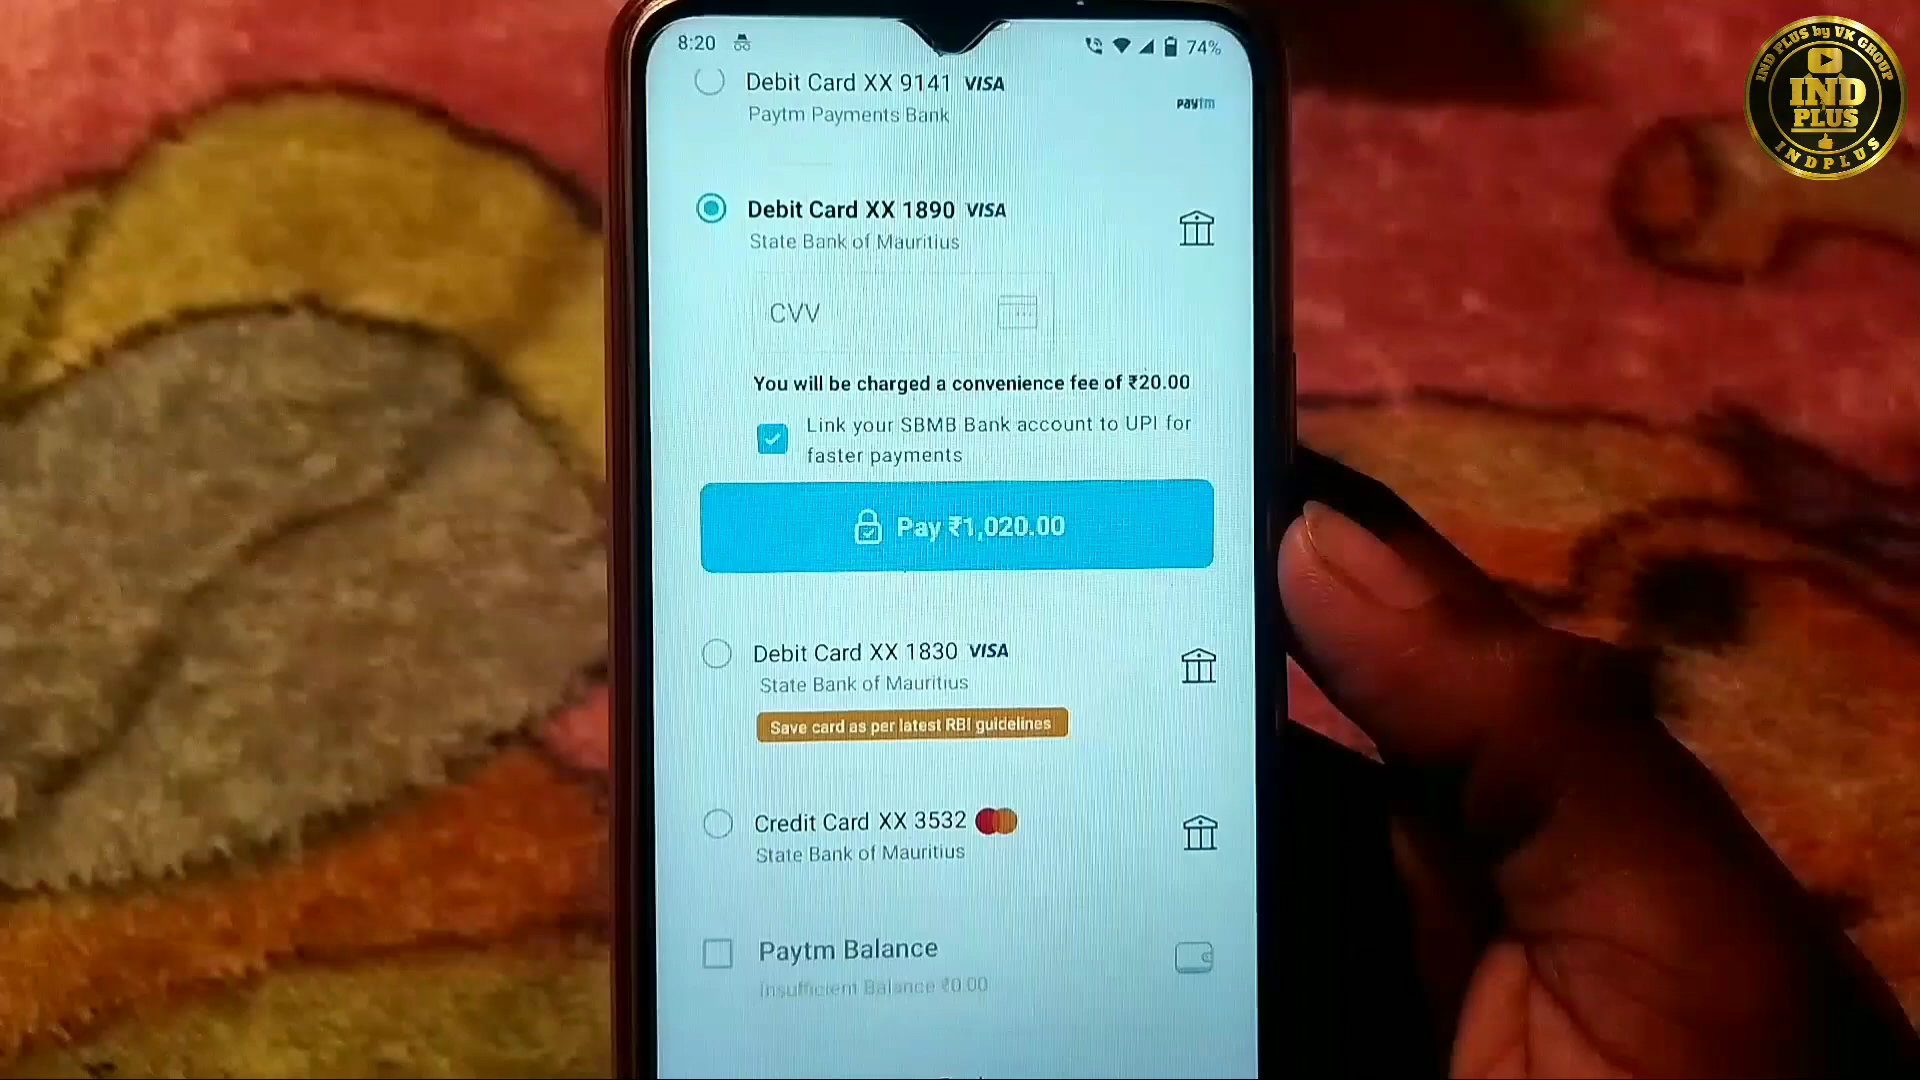 8:20
74%
Debit Card XX 9141 VISA
Paytm Payments Bank
paytm
Debit Card XX 1890 VISA
State Bank of Mauritius
CVV
You will be charged a convenience fee of ₹20.00
Link your SBMB Bank account to UPI for
faster payments
Pay ₹1,020.00
Debit Card XX 1830 VISA
State Bank of Mauritius
Save card as per latest RBI guidelines
Credit Card XX 3532
State Bank of Mauritius
Paytm Balance
Insufficient Balance ₹0.00
IND PLUS by VK GROUP
IND
PLUS
INDPLUS